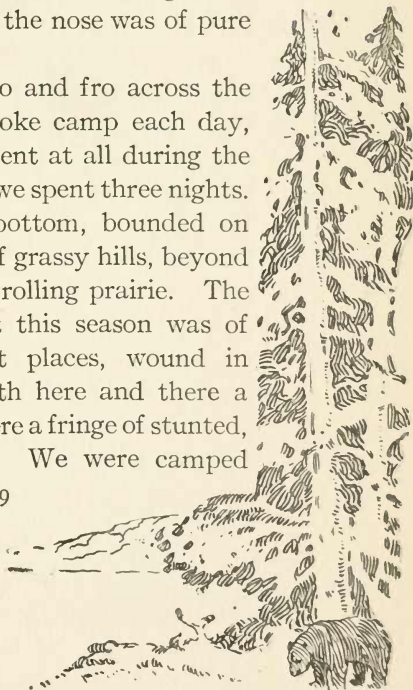 the nose was of pure
o and fro across the
oke camp each day,
ent at all during the
we spent three nights.
bottom, bounded on
f grassy hills, beyond
rolling prairie. The
t this season was of
t places, wound in
th here and there a
re a fringe of stunted,
We were camped
9